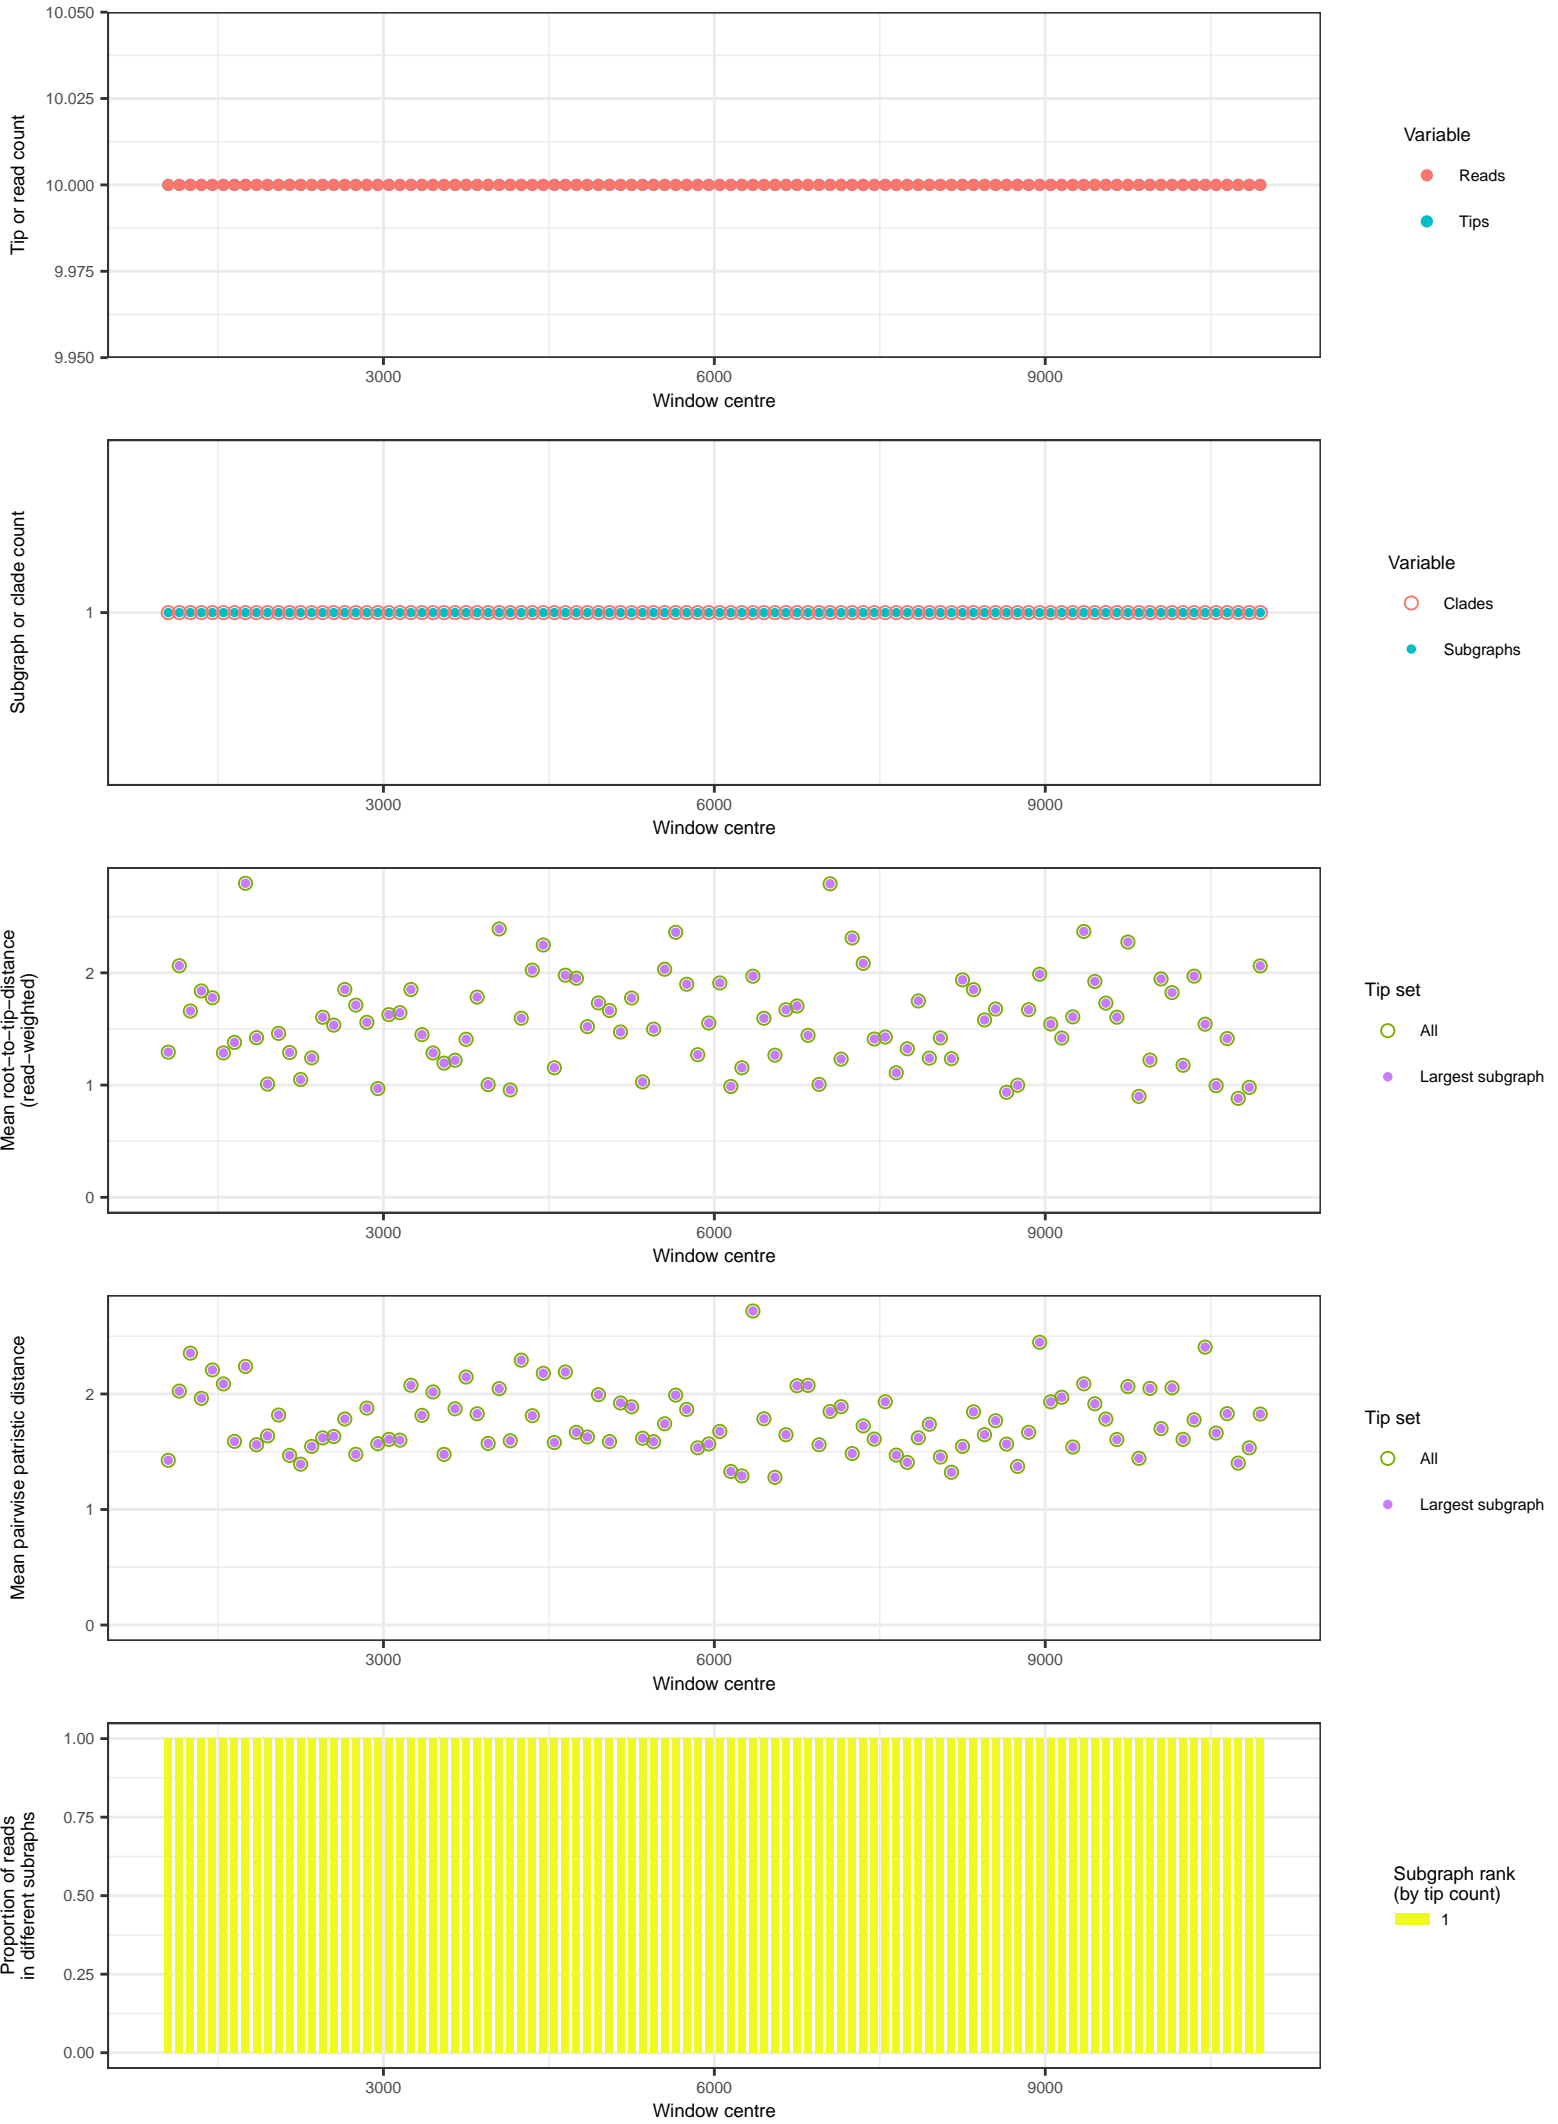 10.050
10.025
10.000
9.975
9.950
Tip or read count
3000
6000
9000
Window centre
Variable
Reads
Tips
1
Subgraph or clade count
3000
6000
9000
Window centre
Variable
Clades
Subgraphs
2
1
0
Mean root−to−tip−distance
(read−weighted)
3000
6000
9000
Window centre
Tip set
All
Largest subgraph
2
1
0
Mean pairwise patristic distance
3000
6000
9000
Window centre
Tip set
All
Largest subgraph
1.00
0.75
0.50
0.25
0.00
Proportion of reads
in different subraphs
3000
6000
9000
Window centre
Subgraph rank
(by tip count)
1